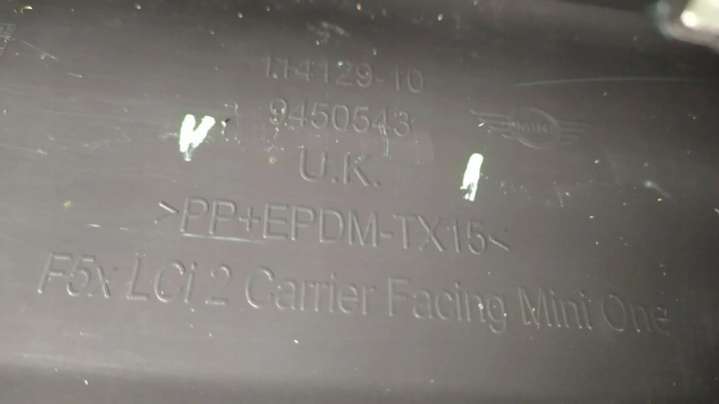 114129-10
9450543
U.K.
>PP+EPDM-TX15<
F5x LCi 2 Carrier Facing Mini One